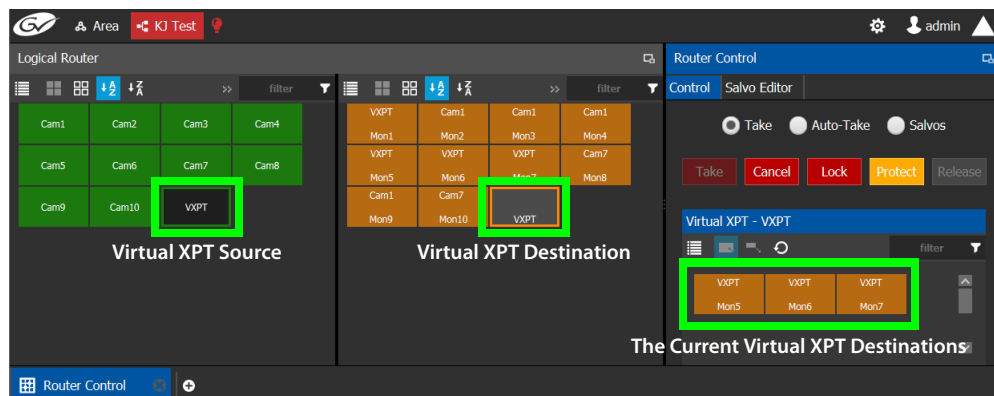 GV Area KJ Test admin
Logical Router
Router Control
filter
filter
Control Salvo Editor
Take Auto-Take Salvos
Take Cancel Lock Protect Release
Cam1 Cam2 Cam3 Cam4
Cam5 Cam6 Cam7 Cam8
Cam9 Cam10 VXPT
Virtual XPT Source
VXPT Cam1 Cam1 Cam1
Mon1 Mon2 Mon3 Mon4
VXPT VXPT VXPT Cam7
Mon5 Mon6 Mon7 Mon8
Cam1 Cam7
Mon9 Mon10 VXPT
Virtual XPT Destination
Virtual XPT - VXPT
filter
VXPT VXPT VXPT
Mon5 Mon6 Mon7
The Current Virtual XPT Destinations
Router Control